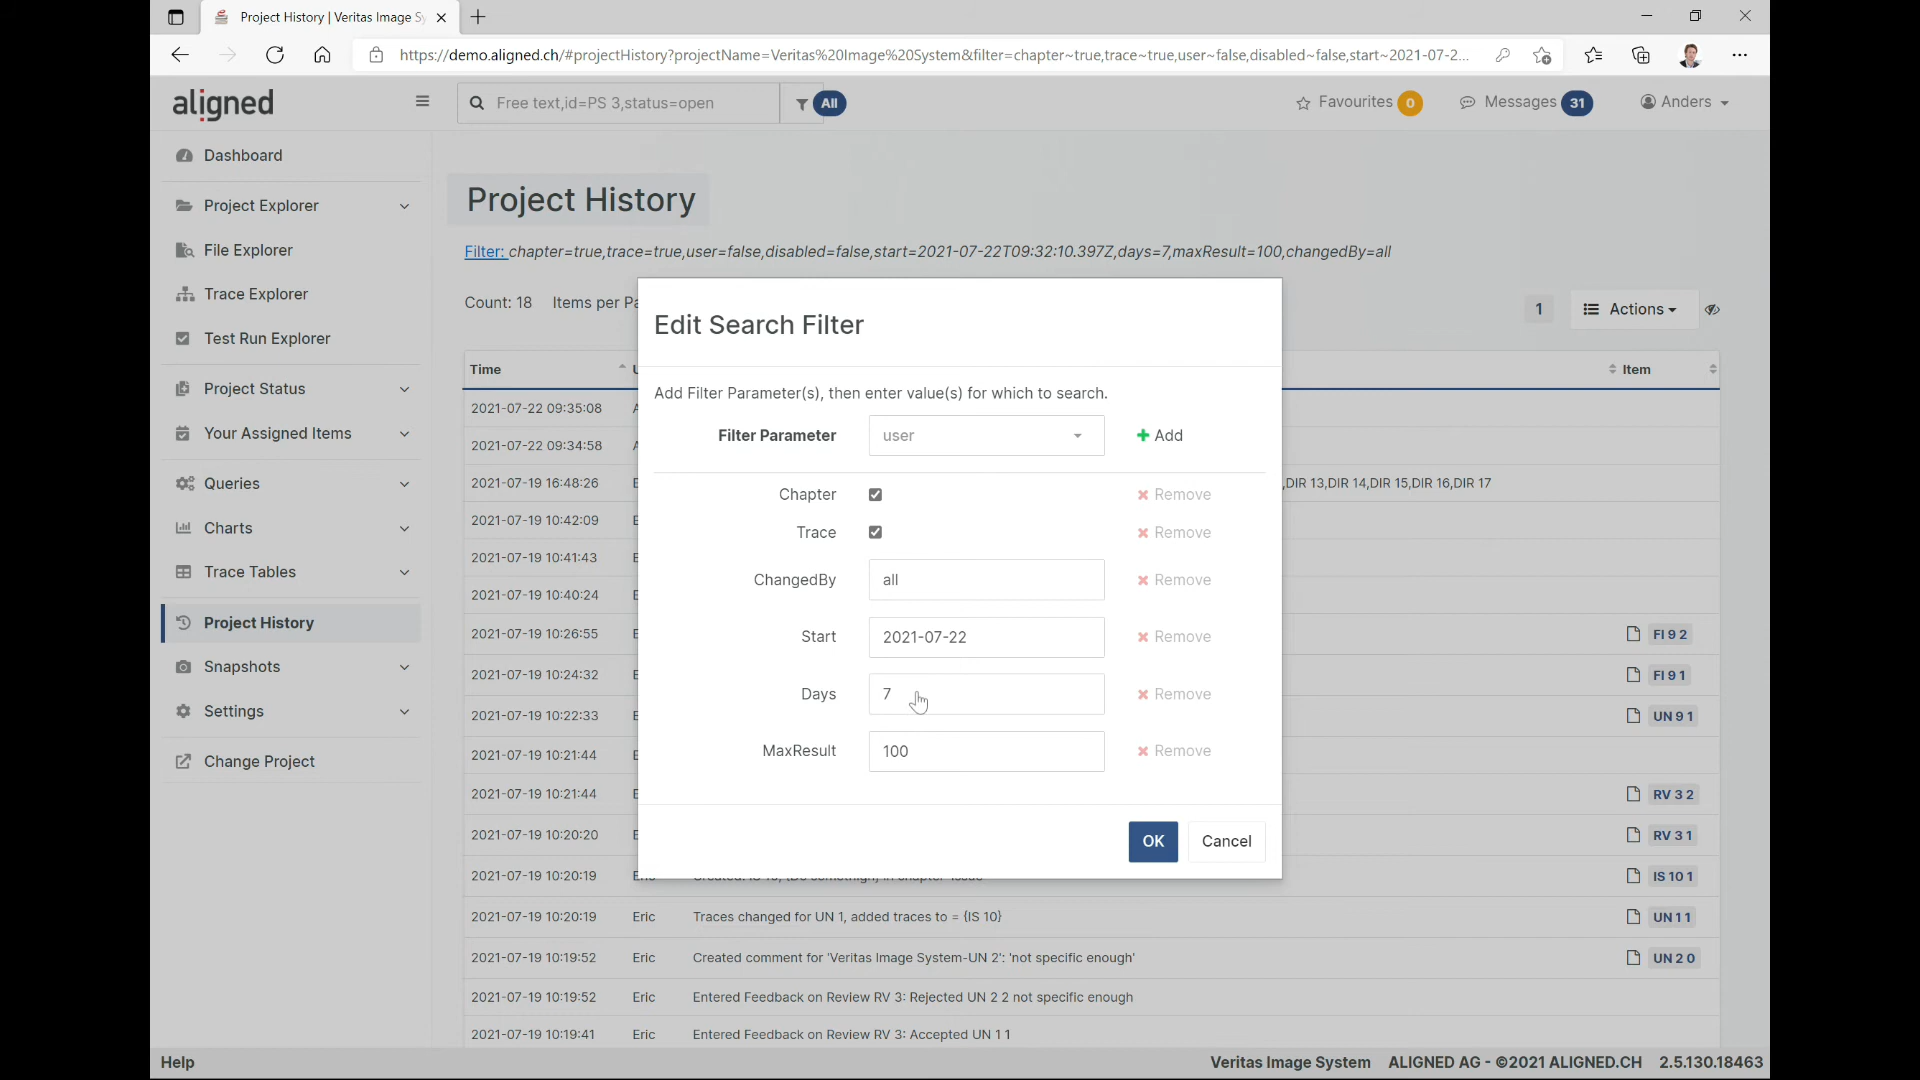 Project History | Veritas Image Sy
https://demo.aligned.ch/#projectHistory?projectName=Veritas%20Image%20System&filter=chapter~true,trace~true,user~false,disabled~false,start~2021-07-2...
aligned
Free text,id=PS 3,status=open
All
Favourites 0
Messages 31
Anders
Dashboard
Project Explorer
File Explorer
Trace Explorer
Test Run Explorer
Project Status
Your Assigned Items
Queries
Charts
Trace Tables
Project History
Snapshots
Settings
Change Project
Project History
Filter: chapter=true,trace=true,user=false,disabled=false,start=2021-07-22T09:32:10.397Z,days=7,maxResult=100,changedBy=all
Count: 18 Items per Pa
1
Actions
Time
Item
2021-07-22 09:35:08
2021-07-22 09:34:58
2021-07-19 16:48:26 ,DIR 13,DIR 14,DIR 15,DIR 16,DIR 17
2021-07-19 10:42:09
2021-07-19 10:41:43
2021-07-19 10:40:24
2021-07-19 10:26:55 FI 9 2
2021-07-19 10:24:32 FI 9 1
2021-07-19 10:22:33 UN 9 1
2021-07-19 10:21:44
2021-07-19 10:21:44 RV 3 2
2021-07-19 10:20:20 RV 3 1
2021-07-19 10:20:19 IS 10 1
2021-07-19 10:20:19 Eric Traces changed for UN 1, added traces to = {IS 10} UN 1 1
2021-07-19 10:19:52 Eric Created comment for 'Veritas Image System-UN 2': 'not specific enough' UN 2 0
2021-07-19 10:19:52 Eric Entered Feedback on Review RV 3: Rejected UN 2 2 not specific enough
2021-07-19 10:19:41 Eric Entered Feedback on Review RV 3: Accepted UN 1 1
Edit Search Filter
Add Filter Parameter(s), then enter value(s) for which to search.
Filter Parameter user Add
Chapter Remove
Trace Remove
ChangedBy all Remove
Start 2021-07-22 Remove
Days 7 Remove
MaxResult 100 Remove
OK Cancel
Help
Veritas Image System ALIGNED AG - ©2021 ALIGNED.CH 2.5.130.18463